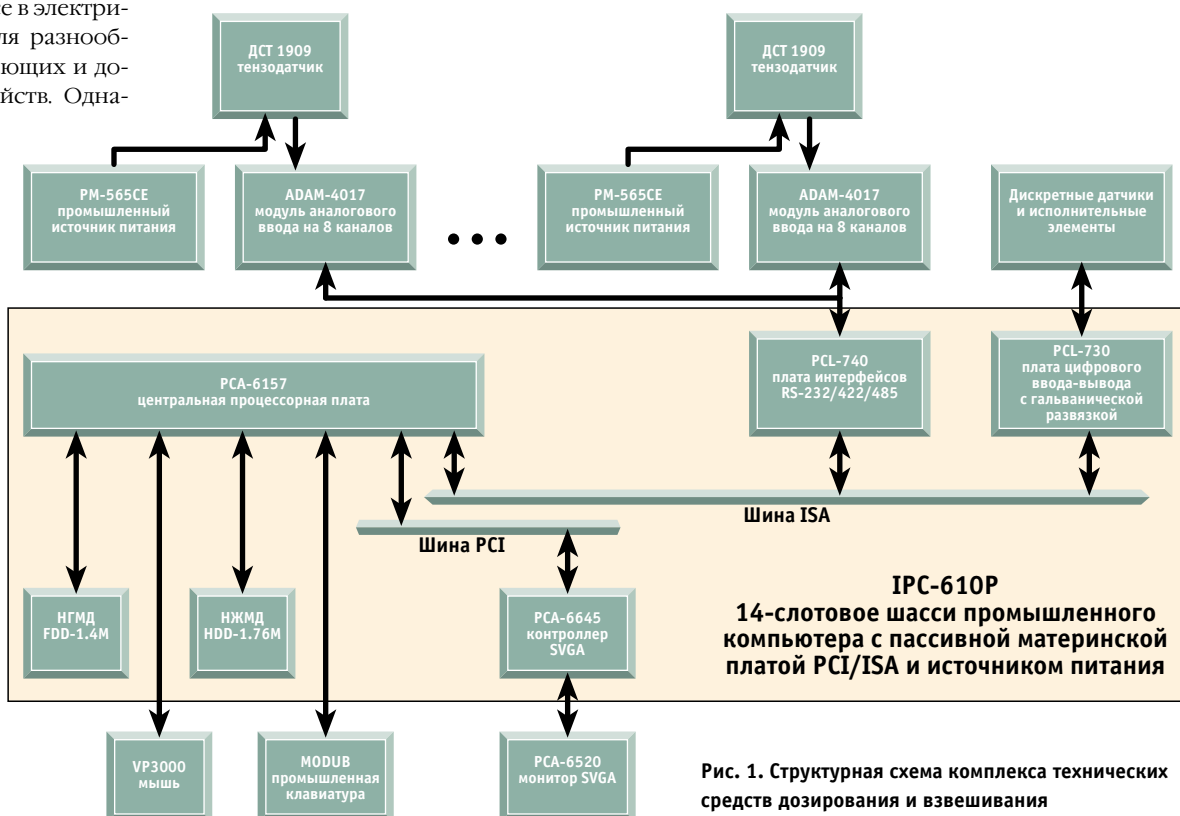 е в электри-
ля разнооб-
ющих и до-
йств. Одна-
ДСТ 1909
тензодатчик
ДСТ 1909
тензодатчик
PM-565CE
промышленный
источник питания
ADAM-4017
модуль аналогового
ввода на 8 каналов
PM-565CE
промышленный
источник питания
ADAM-4017
модуль аналогового
ввода на 8 каналов
Дискретные датчики
и исполнительные
элементы
PCA-6157
центральная процессорная плата
PCL-740
плата интерфейсов
RS-232/422/485
PCL-730
плата цифрового
ввода-вывода
с гальванической
развязкой
Шина ISA
Шина PCI
НГМД
FDD-1.4M
НЖМД
HDD-1.76M
PCA-6645
контроллер
SVGA
IPC-610P
14-слотовое шасси промышленного
компьютера с пассивной материнской
платой PCI/ISA и источником питания
VP3000
мышь
MODUB
промышленная
клавиатура
PCA-6520
монитор SVGA
Рис. 1. Структурная схема комплекса технических
средств дозирования и взвешивания